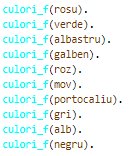 culori_f(rosu).
culori_f(verde).
culori_f(albastru).
culori_f(galben).
culori_f(roz).
culori_f(mov).
culori_f(portocaliu).
culori_f(gri).
culori_f(alb).
culori_f(negru).